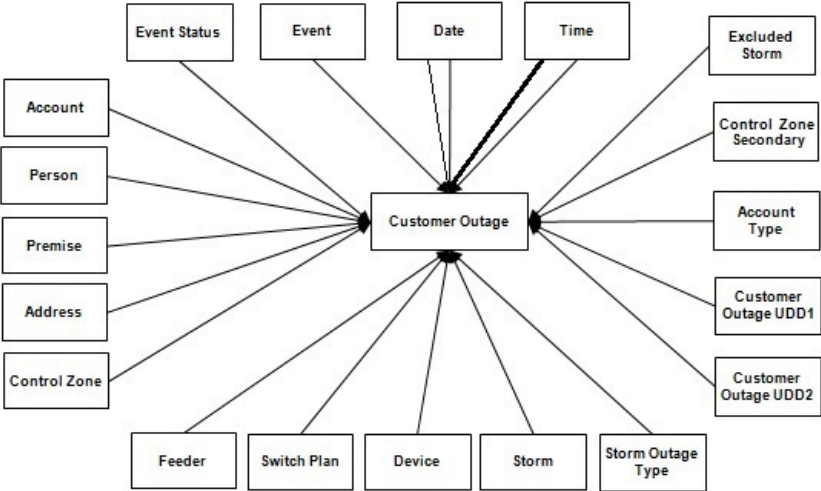 Event Status
Event
Date
Time
Excluded
Storm
Account
Control Zone
Secondary
Person
Customer Outage
Account
Type
Premise
Address
Customer
Outage UDD1
Control Zone
Customer
Outage UDD2
Feeder
Switch Plan
Device
Storm
Storm Outage
Type